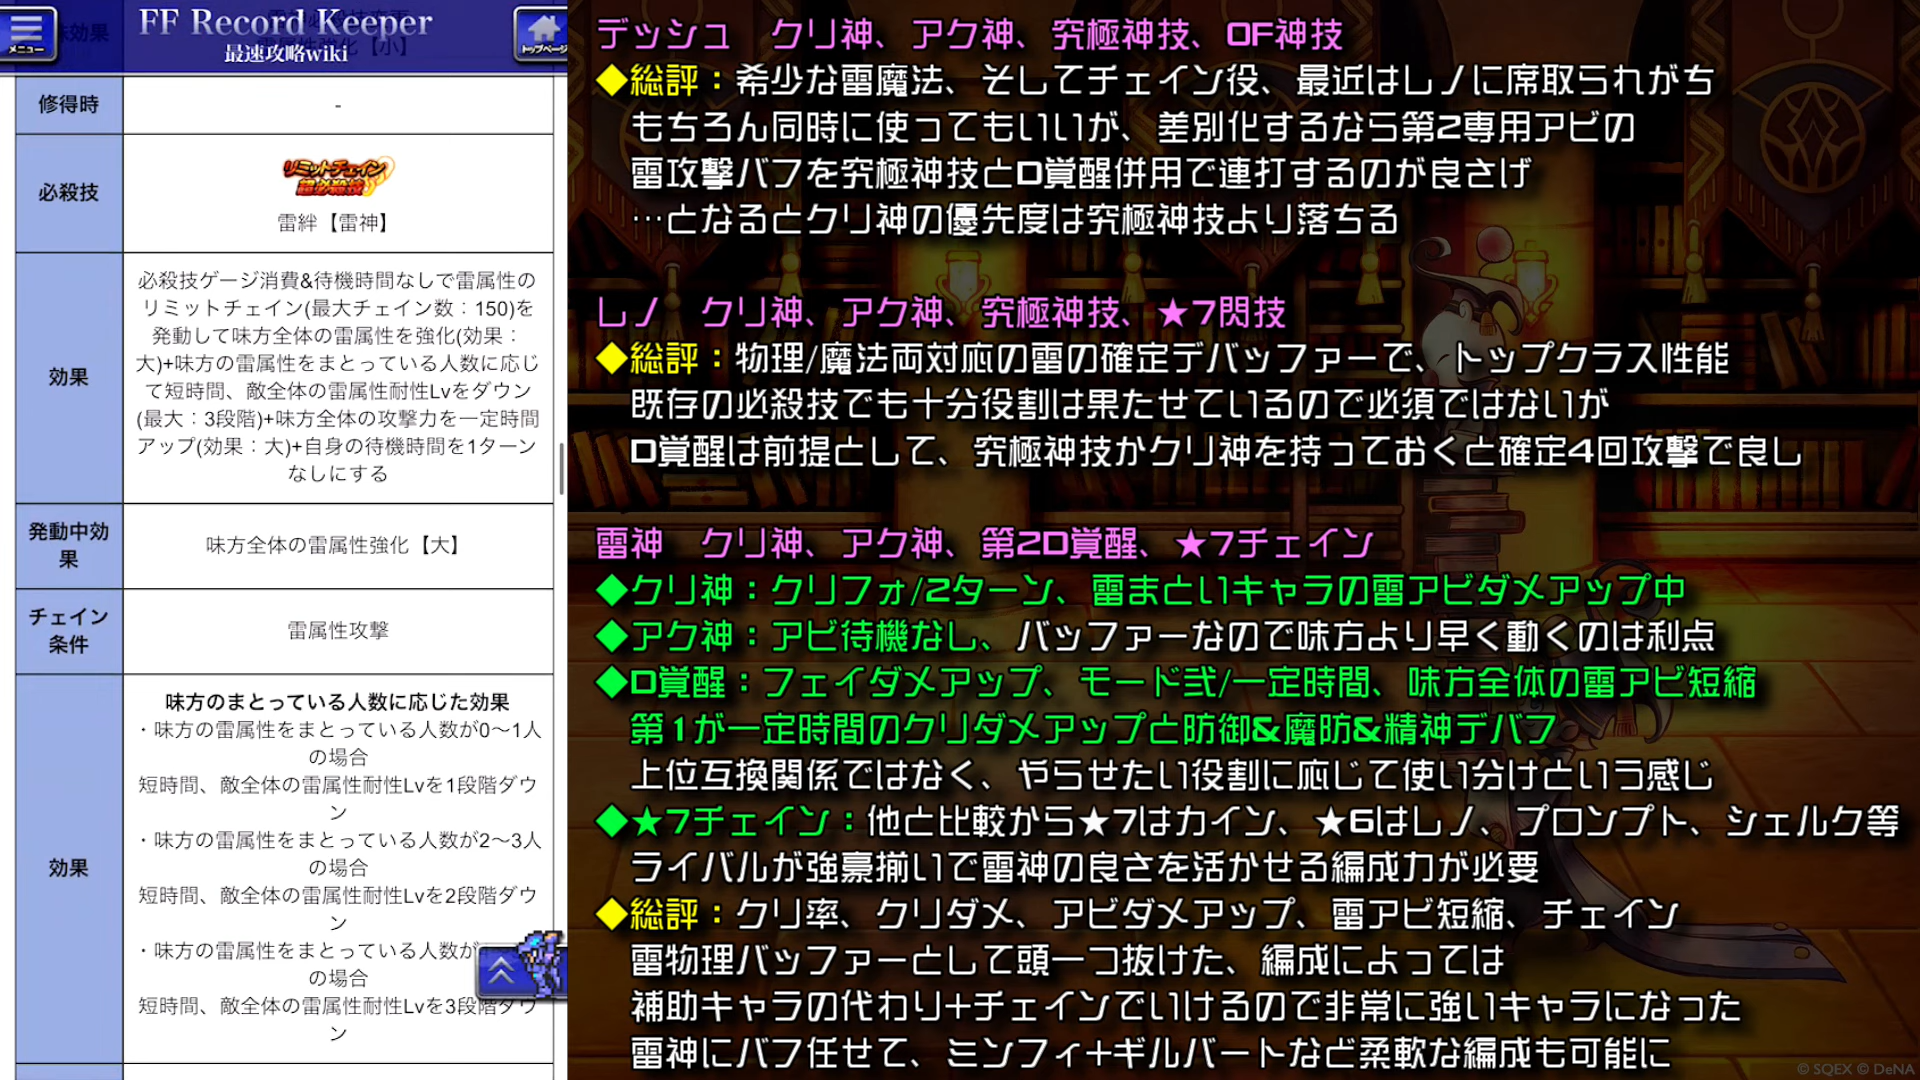 メニュー
FF Record Keeper
最速攻略wiki
トップページ
修得時
-
必殺技
リミットチェイン
超必殺技
雷絆【雷神】
効果
必殺技ゲージ消費&待機時間なしで雷属性の
リミットチェイン(最大チェイン数：150)を
発動して味方全体の雷属性を強化(効果：
大)+味方の雷属性をまとっている人数に応じ
て短時間、敵全体の雷属性耐性Lvをダウン
(最大：3段階)+味方全体の攻撃力を一定時間
アップ(効果：大)+自身の待機時間を1ターン
なしにする
発動中効
果
味方全体の雷属性強化【大】
チェイン
条件
雷属性攻撃
効果
味方のまとっている人数に応じた効果
・味方の雷属性をまとっている人数が0〜1人
の場合
短時間、敵全体の雷属性耐性Lvを1段階ダウ
ン
・味方の雷属性をまとっている人数が2〜3人
の場合
短時間、敵全体の雷属性耐性Lvを2段階ダウ
ン
・味方の雷属性をまとっている人数が
の場合
短時間、敵全体の雷属性耐性Lvを3段階ダウ
ン
デッシュ　クリ神、アク神、究極神技、OF神技
◆総評：希少な雷魔法、そしてチェイン役、最近はレノに席取られがち
もちろん同時に使ってもいいが、差別化するなら第2専用アビの
雷攻撃バフを究極神技とD覚醒併用で連打するのが良さげ
…となるとクリ神の優先度は究極神技より落ちる
レノ　クリ神、アク神、究極神技、★7閃技
◆総評：物理/魔法両対応の雷の確定デバッファーで、トップクラス性能
既存の必殺技でも十分役割は果たせているので必須ではないが
D覚醒は前提として、究極神技かクリ神を持っておくと確定4回攻撃で良し
雷神　クリ神、アク神、第2D覚醒、★7チェイン
◆クリ神：クリフォ/2ターン、雷まといキャラの雷アビダメアップ中
◆アク神：アビ待機なし、バッファーなので味方より早く動くのは利点
◆D覚醒：フェイダメアップ、モード弐/一定時間、味方全体の雷アビ短縮
第1が一定時間のクリダメアップと防御&魔防&精神デバフ
上位互換関係ではなく、やらせたい役割に応じて使い分けという感じ
◆★7チェイン：他と比較から★7はカイン、★6はレノ、プロンプト、シェルク等
ライバルが強豪揃いで雷神の良さを活かせる編成力が必要
◆総評：クリ率、クリダメ、アビダメアップ、雷アビ短縮、チェイン
雷物理バッファーとして頭一つ抜けた、編成によっては
補助キャラの代わり+チェインでいけるので非常に強いキャラになった
雷神にバフ任せて、ミンフィ+ギルバートなど柔軟な編成も可能に
© SQEX © DeNA